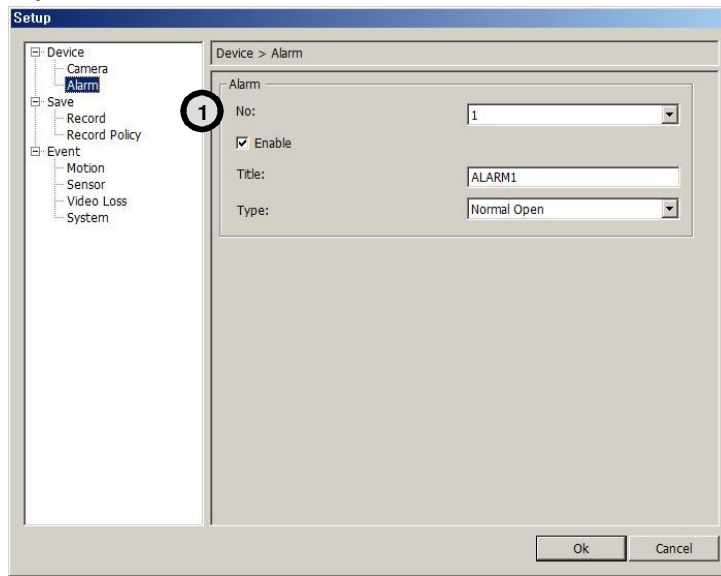 Setup
Device
Camera
Alarm
Save
Record
Record Policy
Event
Motion
Sensor
Video Loss
System
Device > Alarm
Alarm
1
No:
1
Enable
Title:
ALARM1
Type:
Normal Open
Ok
Cancel